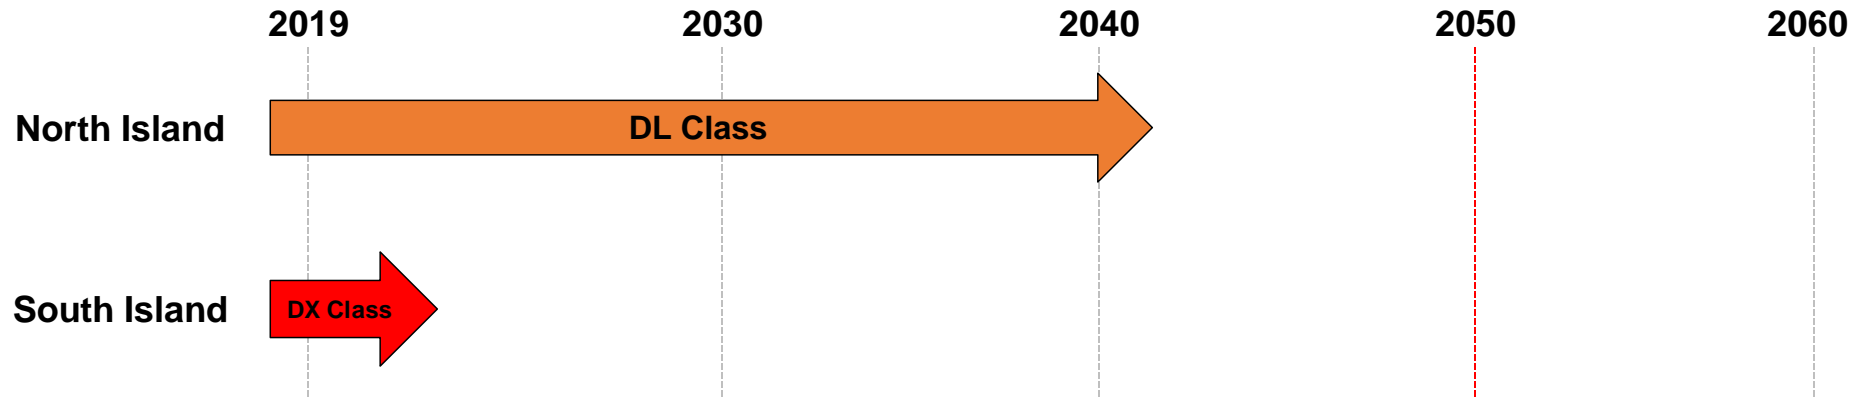 2019 2030 2040 2050 2060
North Island
DL Class
South Island
DX Class